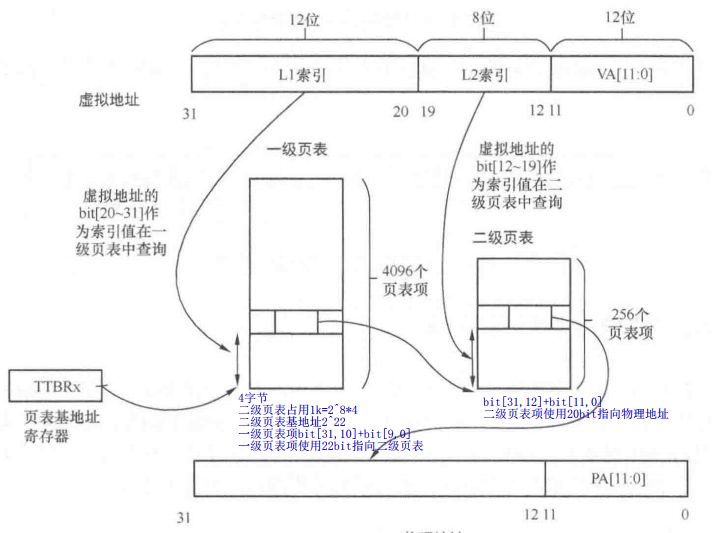 12位
8位
12位
L1索引
L2索引
VA[11:0]
虚拟地址
31
20
19
12
11
0
一级页表
虚拟地址的
bit[12~19]作
为索引值在二
级页表中查询
虚拟地址的
bit[20~31]作
为索引值在一
级页表中查询
二级页表
4096个
页表项
256个
页表项
TTBRx
页表基地址
寄存器
4字节
二级页表占用1k=2^8*4
二级页表基地址2^22
一级页表项bit[31,10]+bit[9,0]
一级页表项使用22bit指向二级页表
bit[31,12]+bit[11,0]
二级页表项使用20bit指向物理地址
PA[11:0]
31
12
11
0